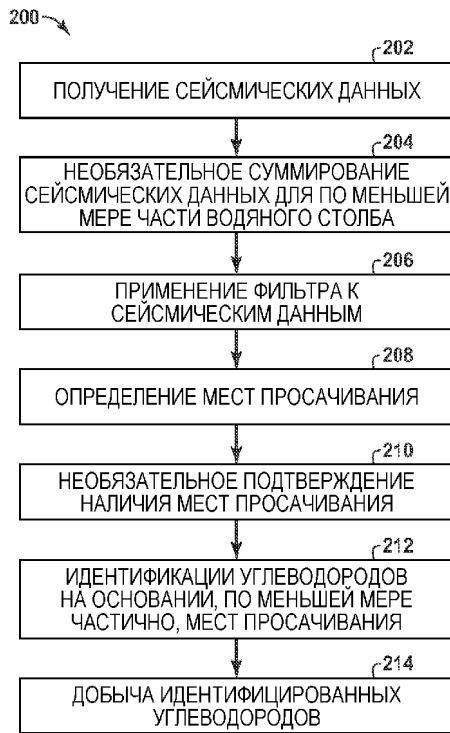 200
202
ПОЛУЧЕНИЕ СЕЙСМИЧЕСКИХ ДАННЫХ
204
НЕОБЯЗАТЕЛЬНОЕ СУММИРОВАНИЕ
СЕЙСМИЧЕСКИХ ДАННЫХ ДЛЯ ПО МЕНЬШЕЙ
МЕРЕ ЧАСТИ ВОДЯНОГО СТОЛБА
206
ПРИМЕНЕНИЕ ФИЛЬТРА К
СЕЙСМИЧЕСКИМ ДАННЫМ
208
ОПРЕДЕЛЕНИЕ МЕСТ ПРОСАЧИВАНИЯ
210
НЕОБЯЗАТЕЛЬНОЕ ПОДТВЕРЖДЕНИЕ
НАЛИЧИЯ МЕСТ ПРОСАЧИВАНИЯ
212
ИДЕНТИФИКАЦИИ УГЛЕВОДОРОДОВ
НА ОСНОВАНИИ, ПО МЕНЬШЕЙ МЕРЕ
ЧАСТИЧНО, МЕСТ ПРОСАЧИВАНИЯ
214
ДОБЫЧА ИДЕНТИФИЦИРОВАННЫХ
УГЛЕВОДОРОДОВ